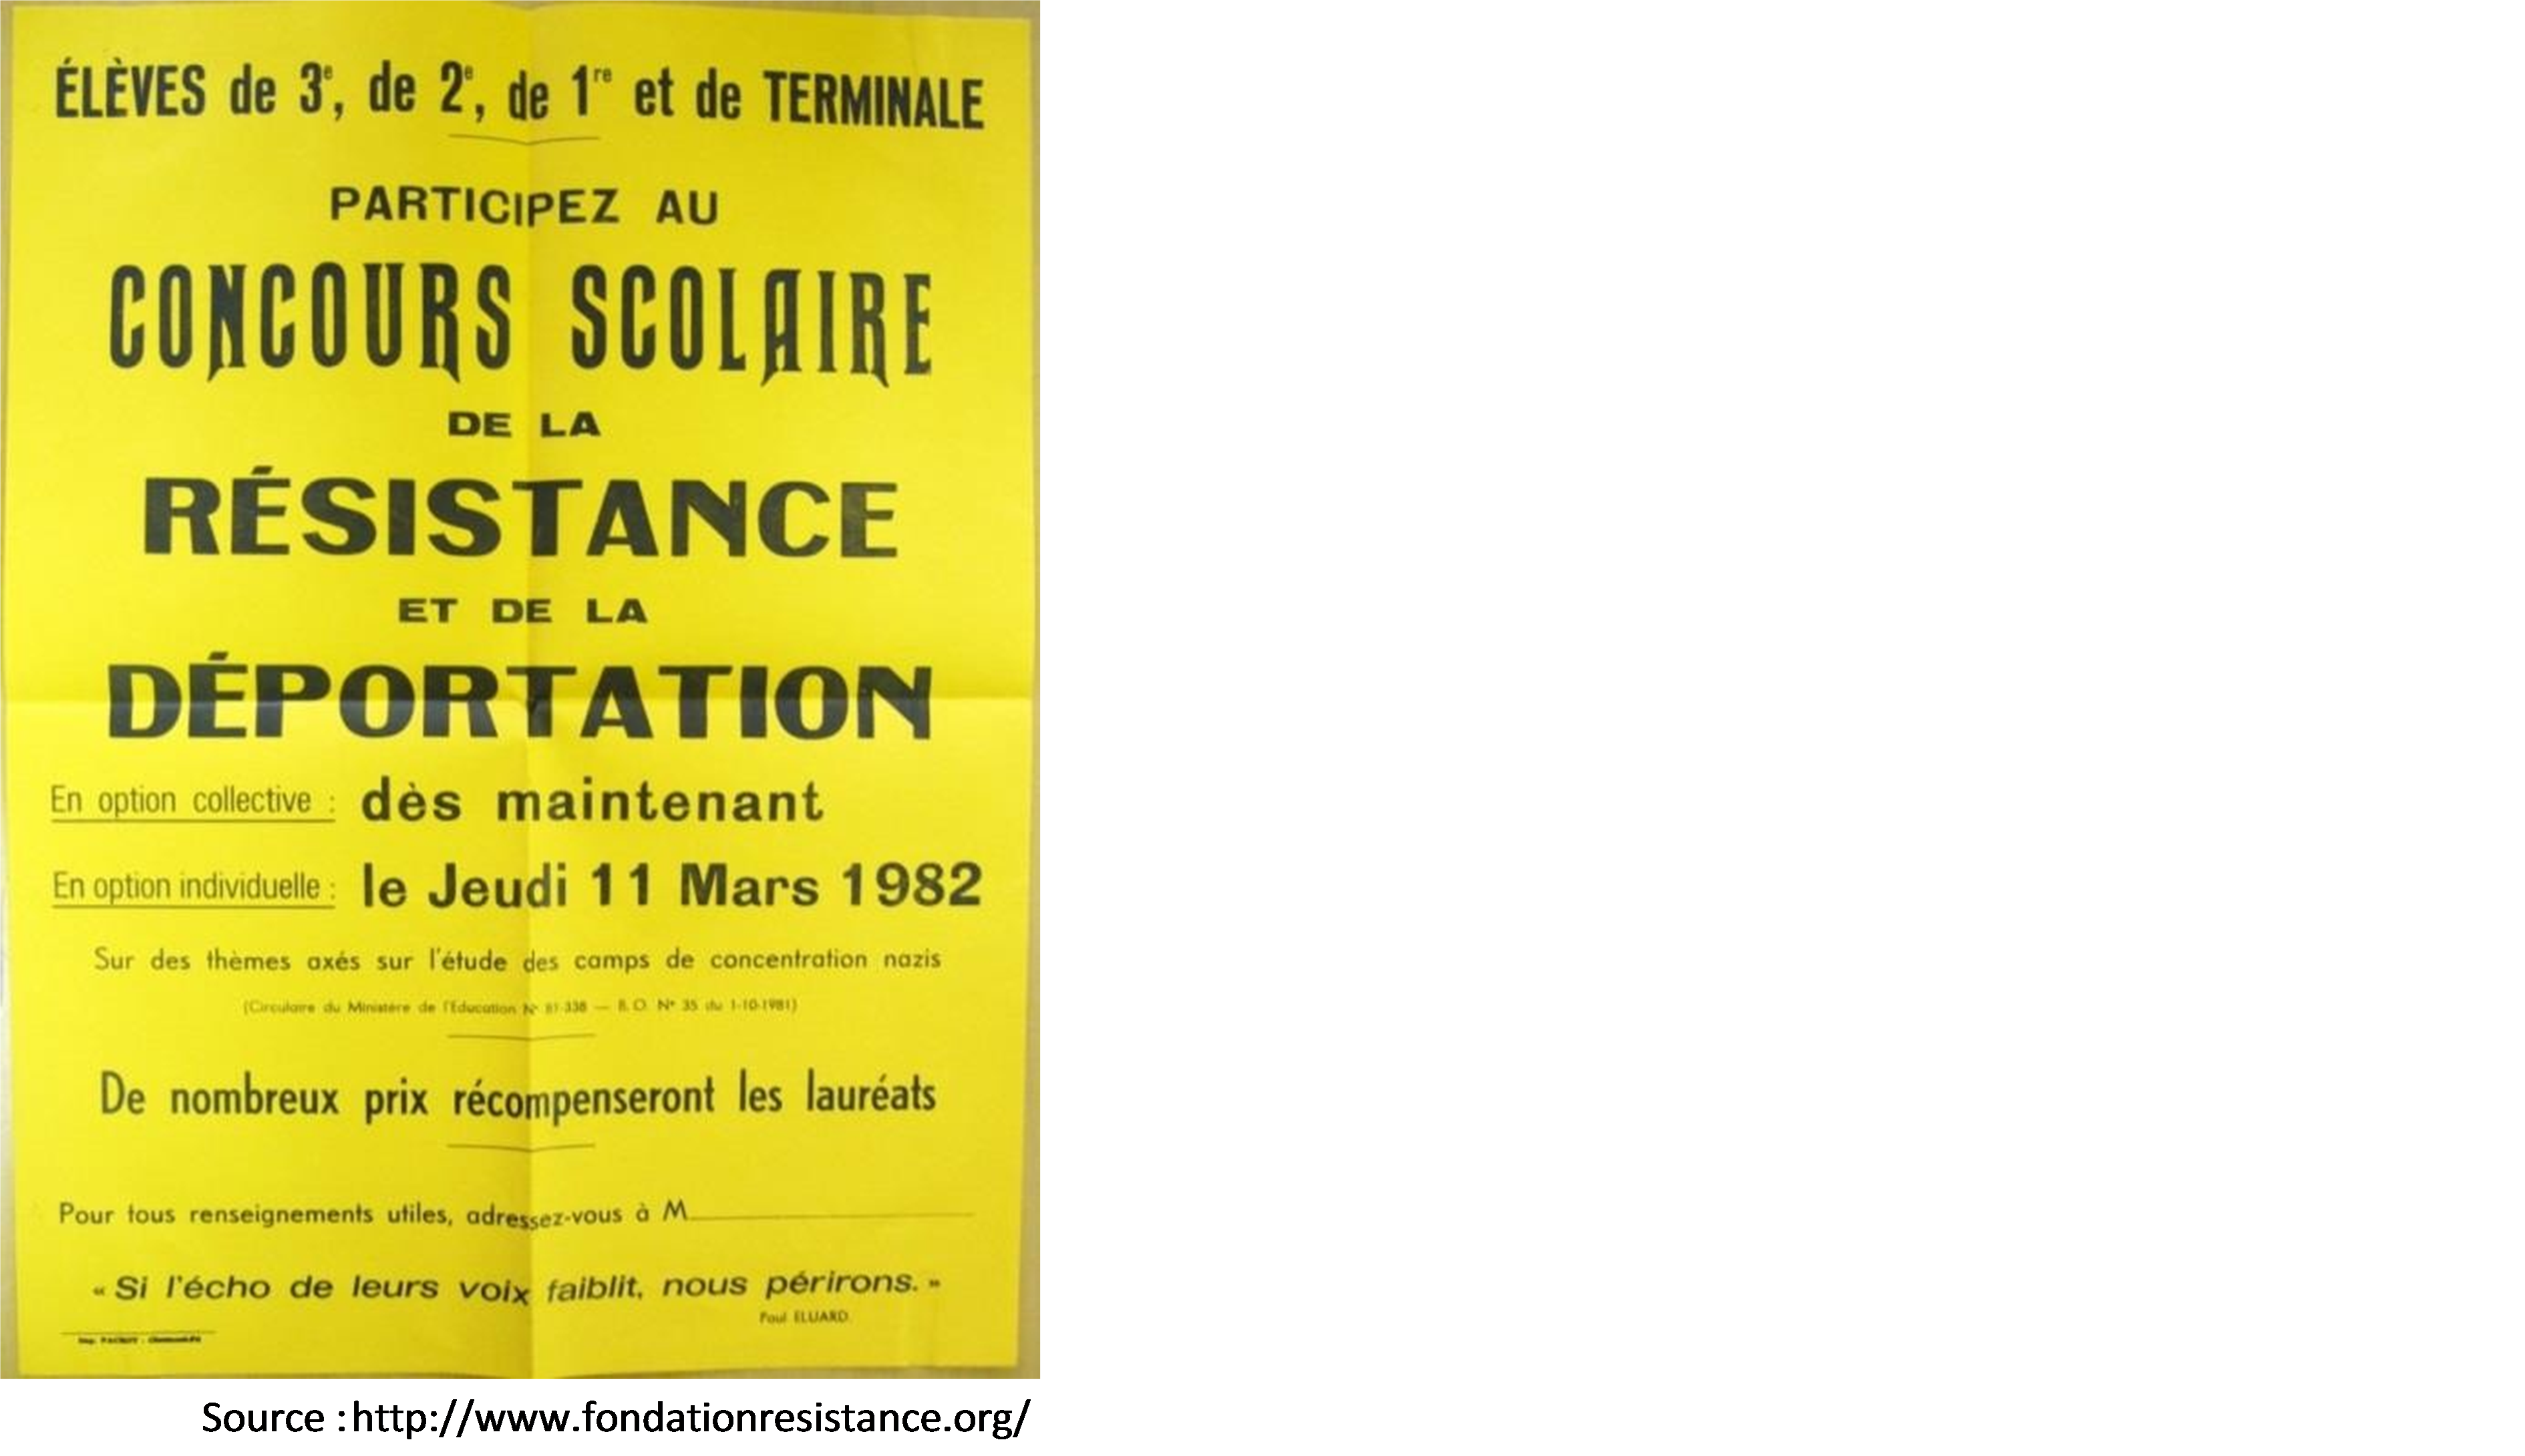 ÉLÈVES de 3e, de 2e, de 1re et de TERMINALE
PARTICIPEZ AU
CONCOURS SCOLAIRE
DE LA
RÉSISTANCE
ET DE LA
DÉPORTATION
En option collective : dès maintenant
En option individuelle : le Jeudi 11 Mars 1982
Sur des thèmes axés sur l'étude des camps de concentration nazis
(Circulaire du Ministère de l'Education N° 81-338 — B.O. N° 35 du 1-10-1981)
De nombreux prix récompenseront les lauréats
Pour tous renseignements utiles, adressez-vous à M
« Si l'écho de leurs voix faiblit, nous périrons. »
Paul ELUARD.
Imp.
Source : http://www.fondationresistance.org/